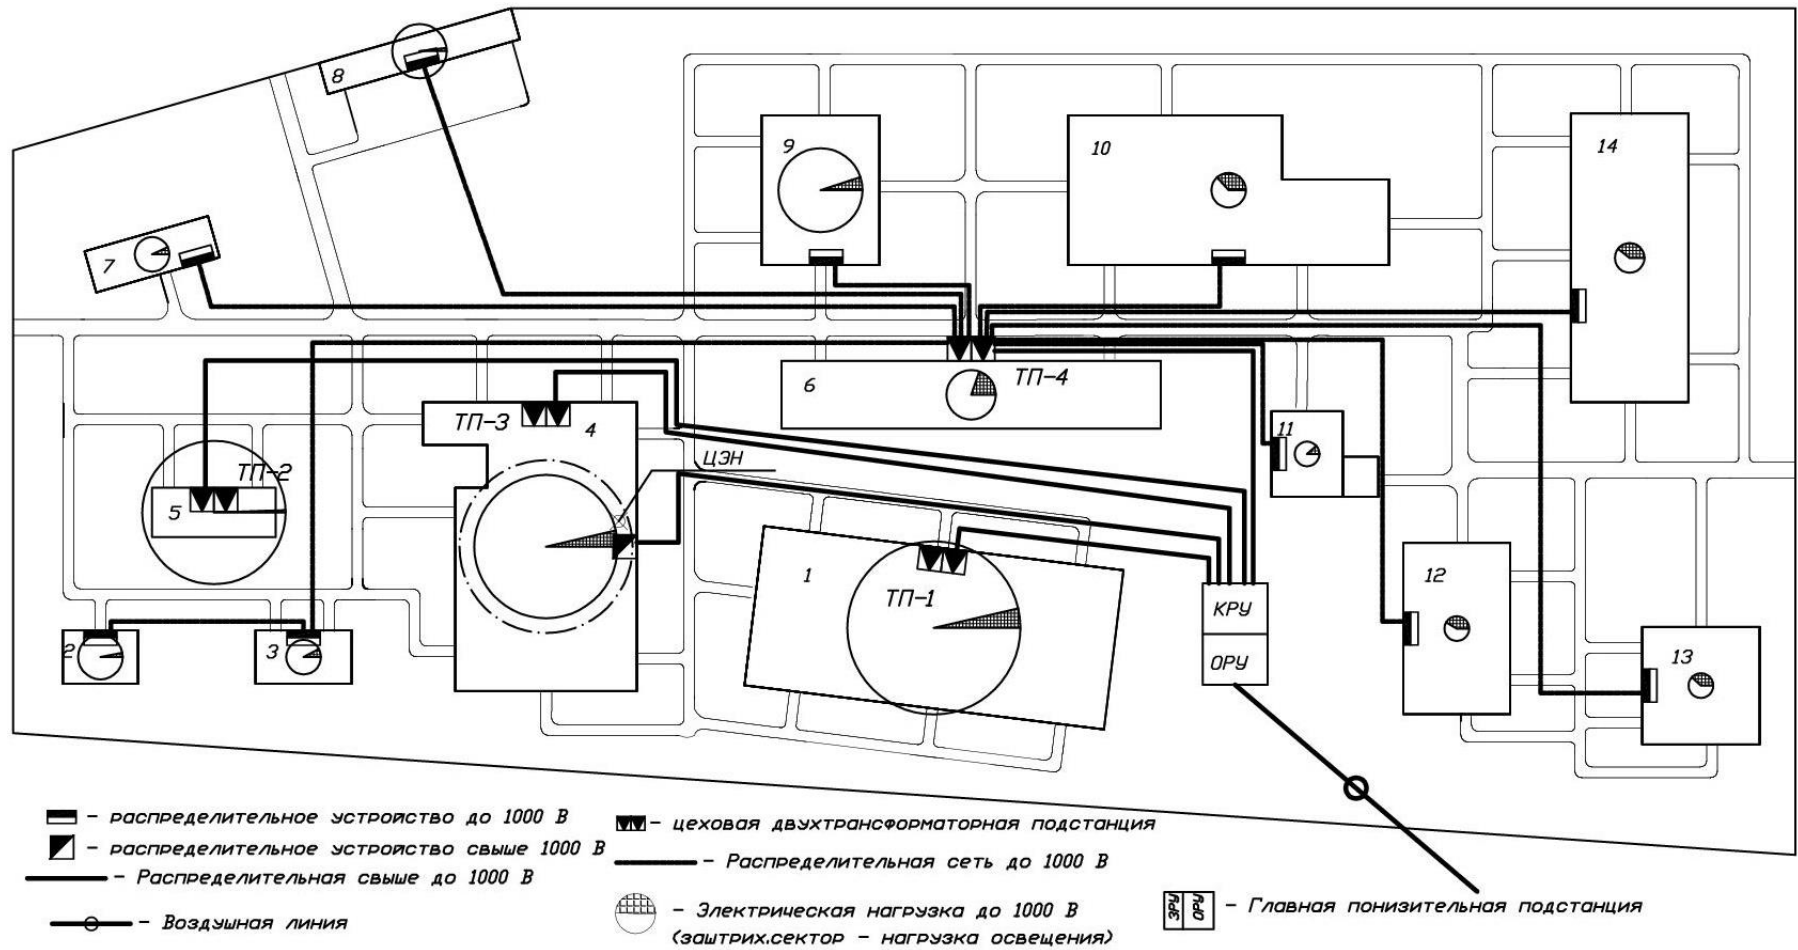 8
9
10
14
7
6
ТП-4
ТП-3
4
11
ЦЭН
ТП-2
5
1
12
ТП-1
КРУ
2
3
ОРУ
13
- распределительное устройство до 1000 В
- распределительное устройство свыше 1000 В
- Распределительная свыше до 1000 В
- Воздушная линия
- цеховая двухтрансформаторная подстанция
- Распределительная сеть до 1000 В
- Электрическая нагрузка до 1000 В
(заштрих.сектор - нагрузка освещения)
ЗРУ
ОРУ
- Главная понизительная подстанция